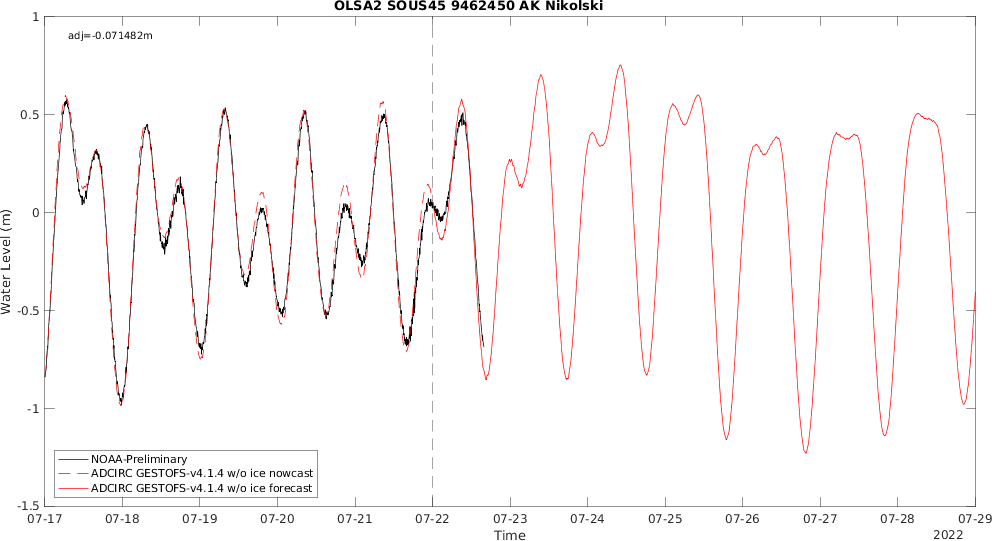 OLSA2 SOUS45 9462450 AK Nikolski
adj=-0.071482m
1
0.5
0
-0.5
-1
-1.5
Water Level (m)
NOAA-Preliminary
ADCIRC GESTOFS-v4.1.4 w/o ice nowcast
ADCIRC GESTOFS-v4.1.4 w/o ice forecast
07-17 07-18 07-19 07-20 07-21 07-22 07-23 07-24 07-25 07-26 07-27 07-28 07-29
Time
2022